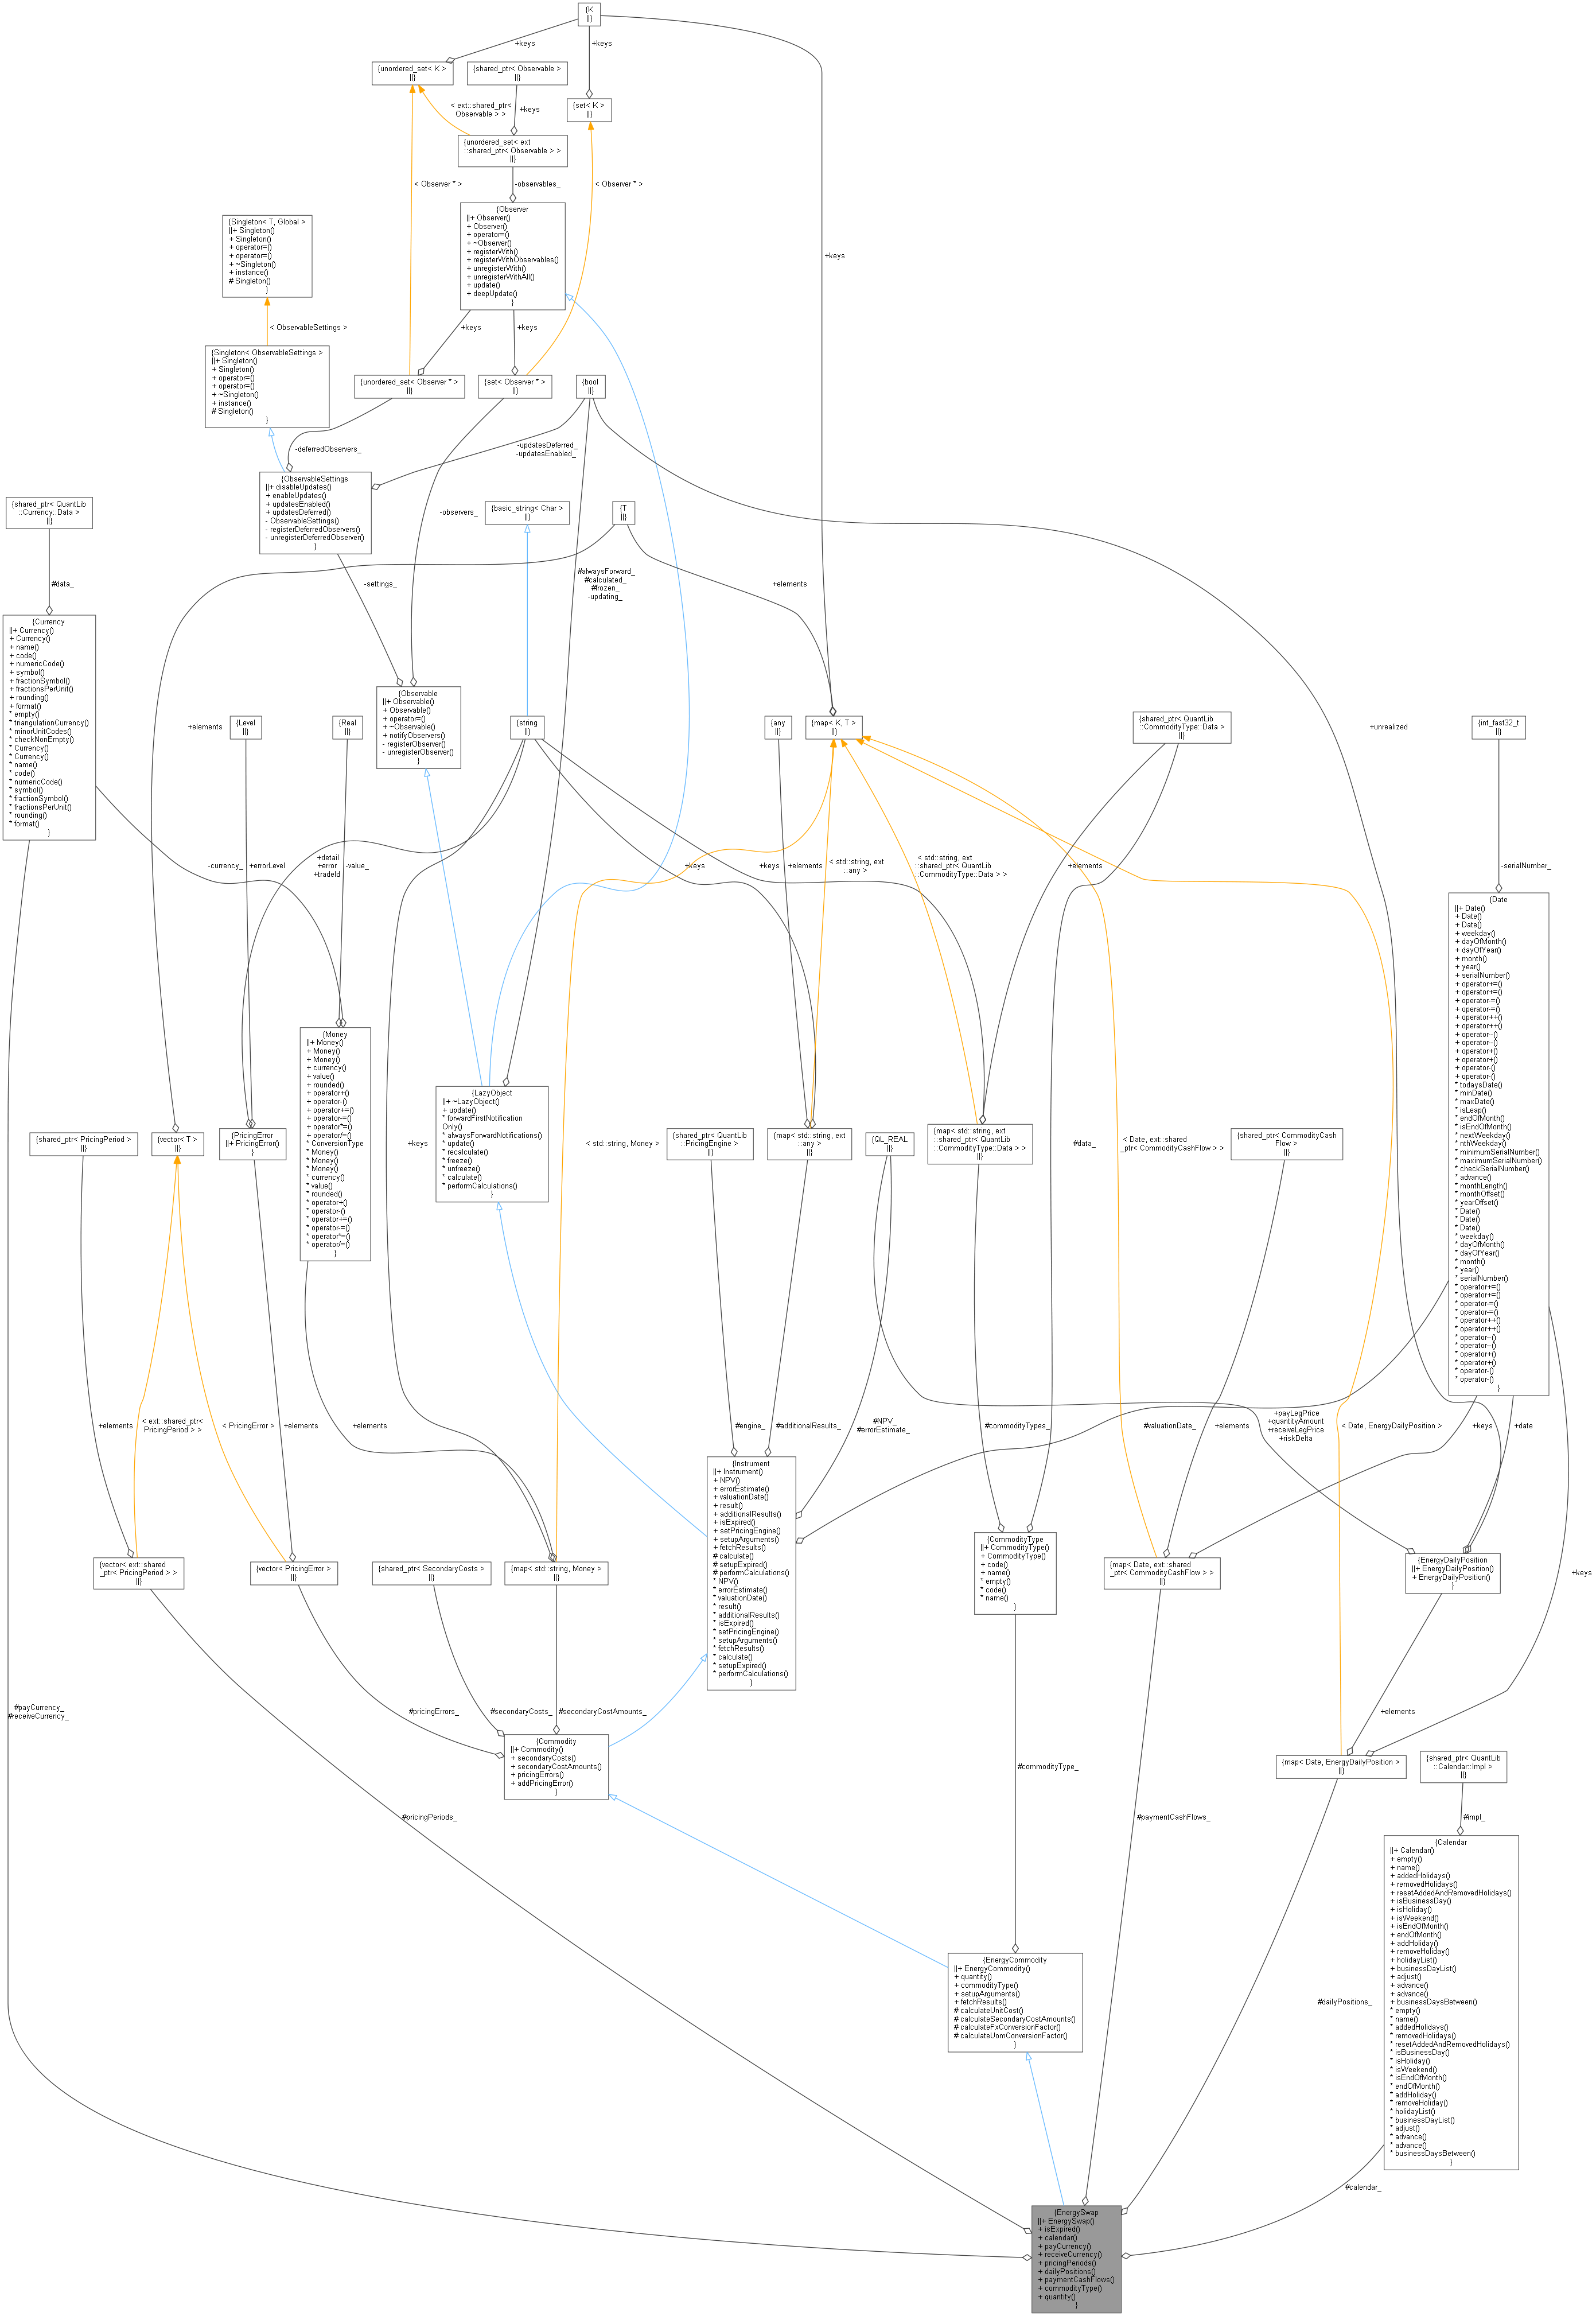 {K
||}
+keys
+keys
{unordered_set< K >
||}
{shared_ptr< Observable >
||}
{set< K >
||}
< ext::shared_ptr<
Observable > >
+keys
{unordered_set< ext
::shared_ptr< Observable > >
||}
< Observer * >
-observables_
< Observer * >
{Observer
||+ Observer()
+ Observer()
+ operator=()
+ ~Observer()
+ registerWith()
+ registerWithObservables()
+ unregisterWith()
+ unregisterWithAll()
+ update()
+ deepUpdate()
}
{Singleton< T, Global >
||+ Singleton()
+ Singleton()
+ operator=()
+ operator=()
+ ~Singleton()
+ instance()
# Singleton()
}
+keys
< ObservableSettings >
+keys
+keys
{Singleton< ObservableSettings >
||+ Singleton()
+ Singleton()
+ operator=()
+ operator=()
+ ~Singleton()
+ instance()
# Singleton()
}
{unordered_set< Observer * >
||}
{set< Observer * >
||}
{bool
||}
-deferredObservers_
-updatesDeferred_
-updatesEnabled_
{ObservableSettings
||+ disableUpdates()
+ enableUpdates()
+ updatesEnabled()
+ updatesDeferred()
- ObservableSettings()
- registerDeferredObservers()
- unregisterDeferredObserver()
}
{shared_ptr< QuantLib
::Currency::Data >
||}
-observers_
{basic_string< Char >
||}
{T
||}
#data_
-settings_
#alwaysForward_
#calculated_
#frozen_
-updating_
+elements
{Currency
||+ Currency()
+ Currency()
+ name()
+ code()
+ numericCode()
+ symbol()
+ fractionSymbol()
+ fractionsPerUnit()
+ rounding()
+ format()
* empty()
* triangulationCurrency()
* minorUnitCodes()
* checkNonEmpty()
* Currency()
* Currency()
* name()
* code()
* numericCode()
* symbol()
* fractionSymbol()
* fractionsPerUnit()
* rounding()
* format()
}
{Observable
||+ Observable()
+ Observable()
+ operator=()
+ ~Observable()
+ notifyObservers()
- registerObserver()
- unregisterObserver()
}
+elements
{Level
||}
{Real
||}
{string
||}
{any
||}
{map< K, T >
||}
{shared_ptr< QuantLib
::CommodityType::Data >
||}
+unrealized
{int_fast32_t
||}
-currency_
+errorLevel
+detail
+error
+tradeId
-value_
+keys
+keys
+elements
< std::string, ext
::any >
< std::string, ext
::shared_ptr< QuantLib
::CommodityType::Data > >
+elements
-serialNumber_
{Date
||+ Date()
+ Date()
+ Date()
+ weekday()
+ dayOfMonth()
+ dayOfYear()
+ month()
+ year()
+ serialNumber()
+ operator+=()
+ operator+=()
+ operator-=()
+ operator-=()
+ operator++()
+ operator++()
+ operator--()
+ operator--()
+ operator+()
+ operator+()
+ operator-()
+ operator-()
* todaysDate()
* minDate()
* maxDate()
* isLeap()
* endOfMonth()
* isEndOfMonth()
* nextWeekday()
* nthWeekday()
* minimumSerialNumber()
* maximumSerialNumber()
* checkSerialNumber()
* advance()
* monthLength()
* monthOffset()
* yearOffset()
* Date()
* Date()
* Date()
* weekday()
* dayOfMonth()
* dayOfYear()
* month()
* year()
* serialNumber()
* operator+=()
* operator+=()
* operator-=()
* operator-=()
* operator++()
* operator++()
* operator--()
* operator--()
* operator+()
* operator+()
* operator-()
* operator-()
}
{Money
||+ Money()
+ Money()
+ Money()
+ currency()
+ value()
+ rounded()
+ operator+()
+ operator-()
+ operator+=()
+ operator-=()
+ operator*=()
+ operator/=()
* ConversionType
* Money()
* Money()
* Money()
* currency()
* value()
* rounded()
* operator+()
* operator-()
* operator+=()
* operator-=()
* operator*=()
* operator/=()
}
{LazyObject
||+ ~LazyObject()
+ update()
* forwardFirstNotification
Only()
* alwaysForwardNotifications()
* update()
* recalculate()
* freeze()
* unfreeze()
* calculate()
* performCalculations()
}
{shared_ptr< PricingPeriod >
||}
{vector< T >
||}
{PricingError
||+ PricingError()
}
+keys
< std::string, Money >
{shared_ptr< QuantLib
::PricingEngine >
||}
{map< std::string, ext
::any >
||}
{QL_REAL
||}
{map< std::string, ext
::shared_ptr< QuantLib
::CommodityType::Data > >
||}
#data_
< Date, ext::shared
_ptr< CommodityCashFlow > >
{shared_ptr< CommodityCash
Flow >
||}
+elements
< ext::shared_ptr<
PricingPeriod > >
< PricingError >
+elements
+elements
#engine_
#additionalResults_
#NPV_
#errorEstimate_
#commodityTypes_
#valuationDate_
+elements
+payLegPrice
+quantityAmount
+receiveLegPrice
+riskDelta
< Date, EnergyDailyPosition >
+keys
+date
{Instrument
||+ Instrument()
+ NPV()
+ errorEstimate()
+ valuationDate()
+ result()
+ additionalResults()
+ isExpired()
+ setPricingEngine()
+ setupArguments()
+ fetchResults()
# calculate()
# setupExpired()
# performCalculations()
* NPV()
* errorEstimate()
* valuationDate()
* result()
* additionalResults()
* isExpired()
* setPricingEngine()
* setupArguments()
* fetchResults()
* calculate()
* setupExpired()
* performCalculations()
}
{CommodityType
||+ CommodityType()
+ CommodityType()
+ code()
+ name()
* empty()
* code()
* name()
}
{vector< ext::shared
_ptr< PricingPeriod > >
||}
{vector< PricingError >
||}
{shared_ptr< SecondaryCosts >
||}
{map< std::string, Money >
||}
{map< Date, ext::shared
_ptr< CommodityCashFlow > >
||}
{EnergyDailyPosition
||+ EnergyDailyPosition()
+ EnergyDailyPosition()
}
+keys
#payCurrency_
#receiveCurrency_
#pricingErrors_
#secondaryCosts_
#secondaryCostAmounts_
+elements
{Commodity
||+ Commodity()
+ secondaryCosts()
+ secondaryCostAmounts()
+ pricingErrors()
+ addPricingError()
}
#commodityType_
{map< Date, EnergyDailyPosition >
||}
{shared_ptr< QuantLib
::Calendar::Impl >
||}
#pricingPeriods_
#paymentCashFlows_
#impl_
{Calendar
||+ Calendar()
+ empty()
+ name()
+ addedHolidays()
+ removedHolidays()
+ resetAddedAndRemovedHolidays()
+ isBusinessDay()
+ isHoliday()
+ isWeekend()
+ isEndOfMonth()
+ endOfMonth()
+ addHoliday()
+ removeHoliday()
+ holidayList()
+ businessDayList()
+ adjust()
+ advance()
+ advance()
+ businessDaysBetween()
* empty()
* name()
* addedHolidays()
* removedHolidays()
* resetAddedAndRemovedHolidays()
* isBusinessDay()
* isHoliday()
* isWeekend()
* isEndOfMonth()
* endOfMonth()
* addHoliday()
* removeHoliday()
* holidayList()
* businessDayList()
* adjust()
* advance()
* advance()
* businessDaysBetween()
}
{EnergyCommodity
||+ EnergyCommodity()
+ quantity()
+ commodityType()
+ setupArguments()
+ fetchResults()
# calculateUnitCost()
# calculateSecondaryCostAmounts()
# calculateFxConversionFactor()
# calculateUomConversionFactor()
}
#dailyPositions_
#calendar_
{EnergySwap
||+ EnergySwap()
+ isExpired()
+ calendar()
+ payCurrency()
+ receiveCurrency()
+ pricingPeriods()
+ dailyPositions()
+ paymentCashFlows()
+ commodityType()
+ quantity()
}